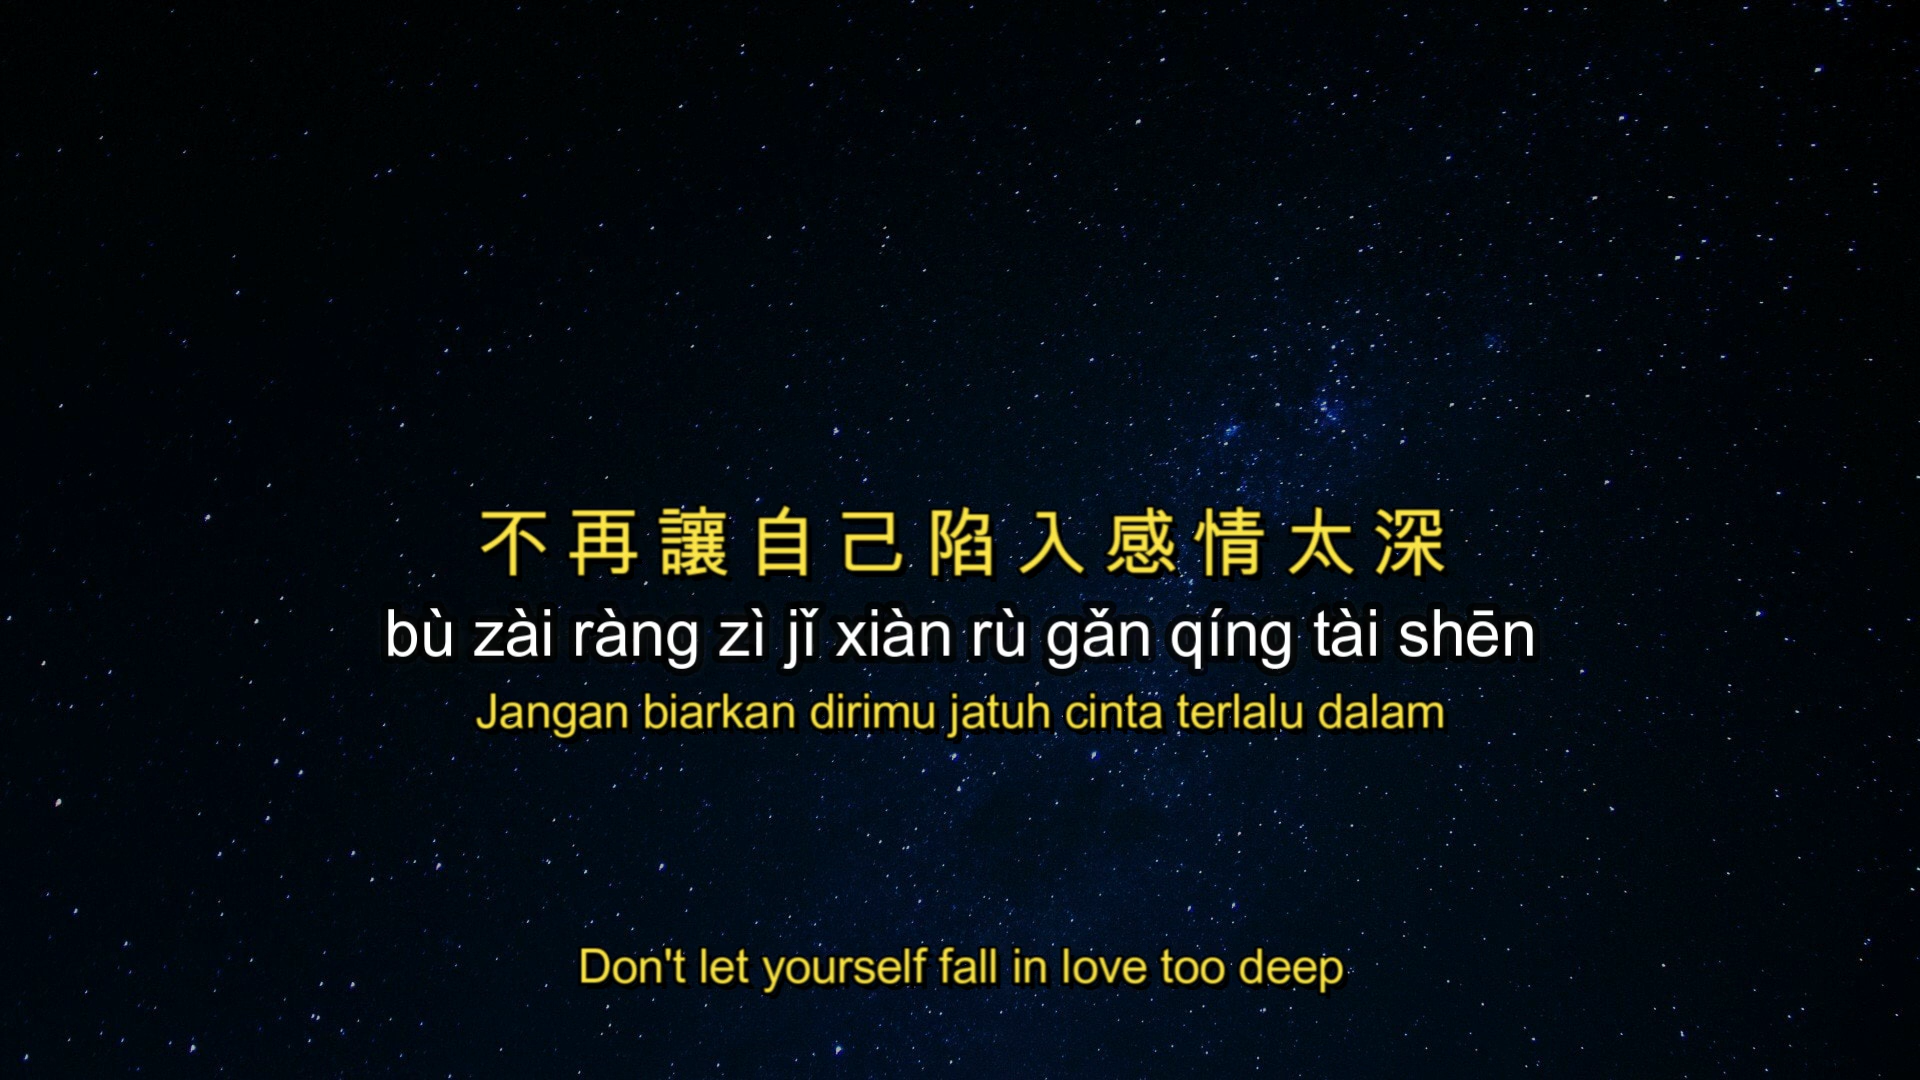 不再讓自己陷入感情太深
bù zài ràng zì jǐ xiàn rù gǎn qíng tài shēn
Jangan biarkan dirimu jatuh cinta terlalu dalam
Don't let yourself fall in love too deep